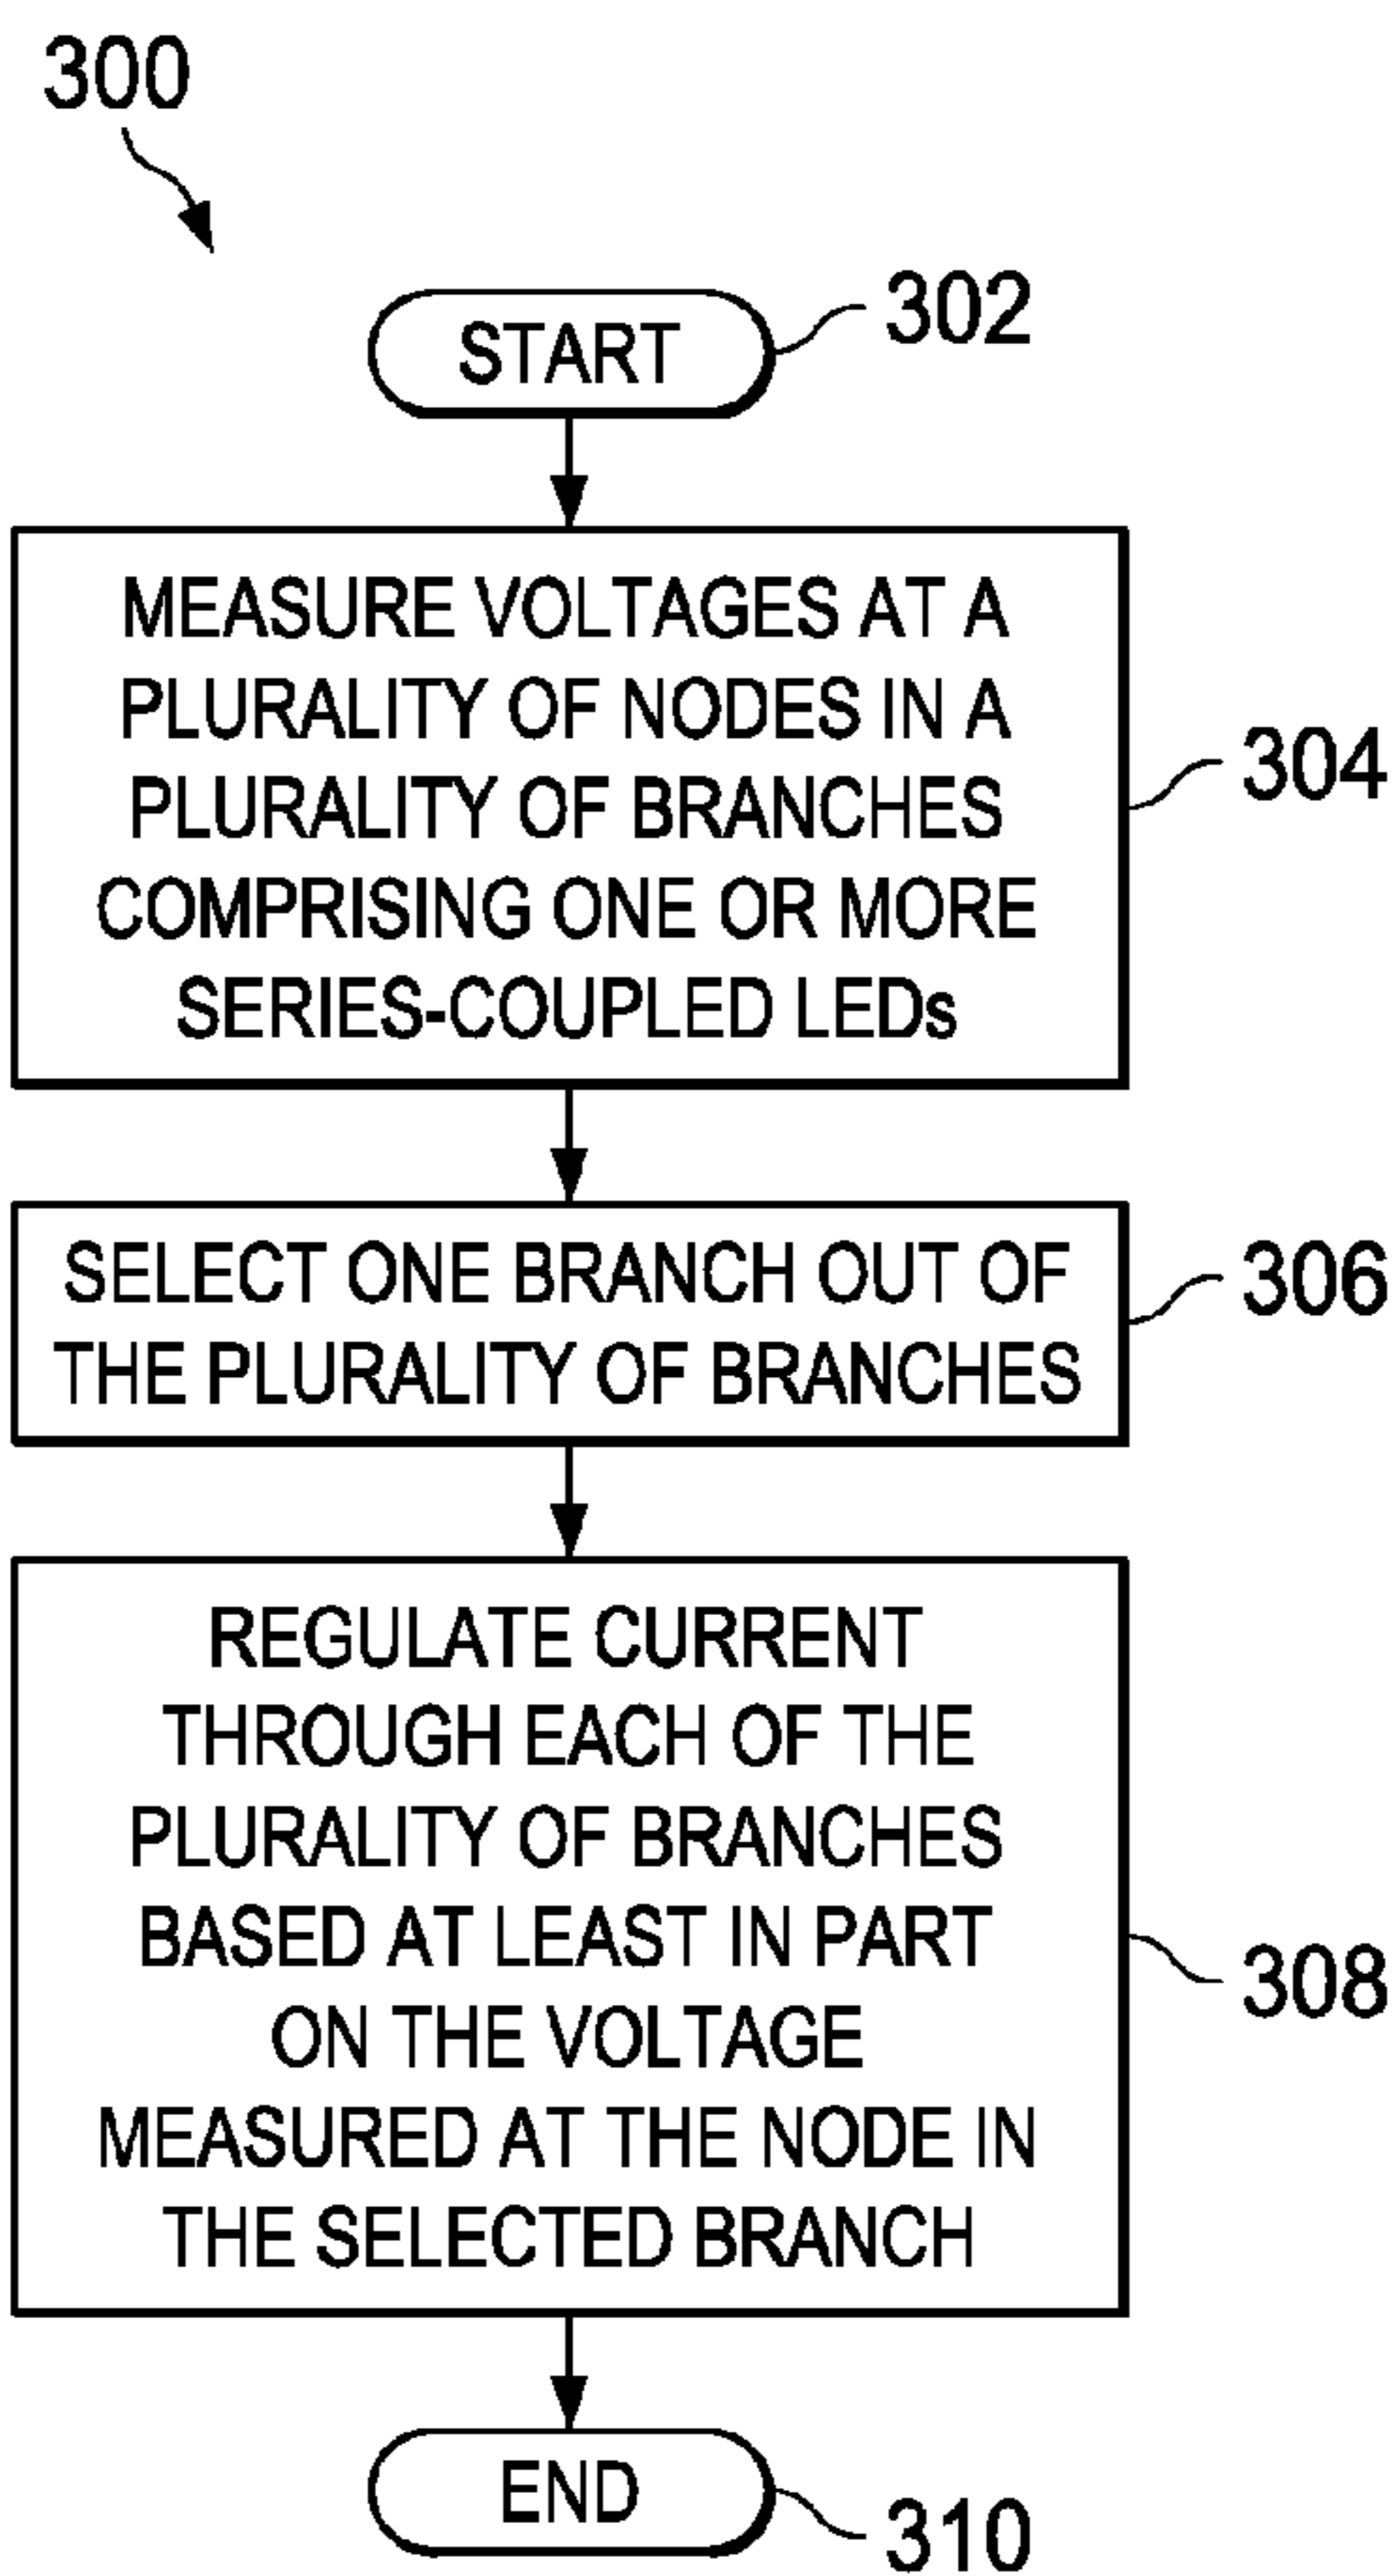 300
START
302
MEASURE VOLTAGES AT A
PLURALITY OF NODES IN A
PLURALITY OF BRANCHES
COMPRISING ONE OR MORE
SERIES-COUPLED LEDs
304
SELECT ONE BRANCH OUT OF
THE PLURALITY OF BRANCHES
306
REGULATE CURRENT
THROUGH EACH OF THE
PLURALITY OF BRANCHES
BASED AT LEAST IN PART
ON THE VOLTAGE
MEASURED AT THE NODE IN
THE SELECTED BRANCH
308
END
310